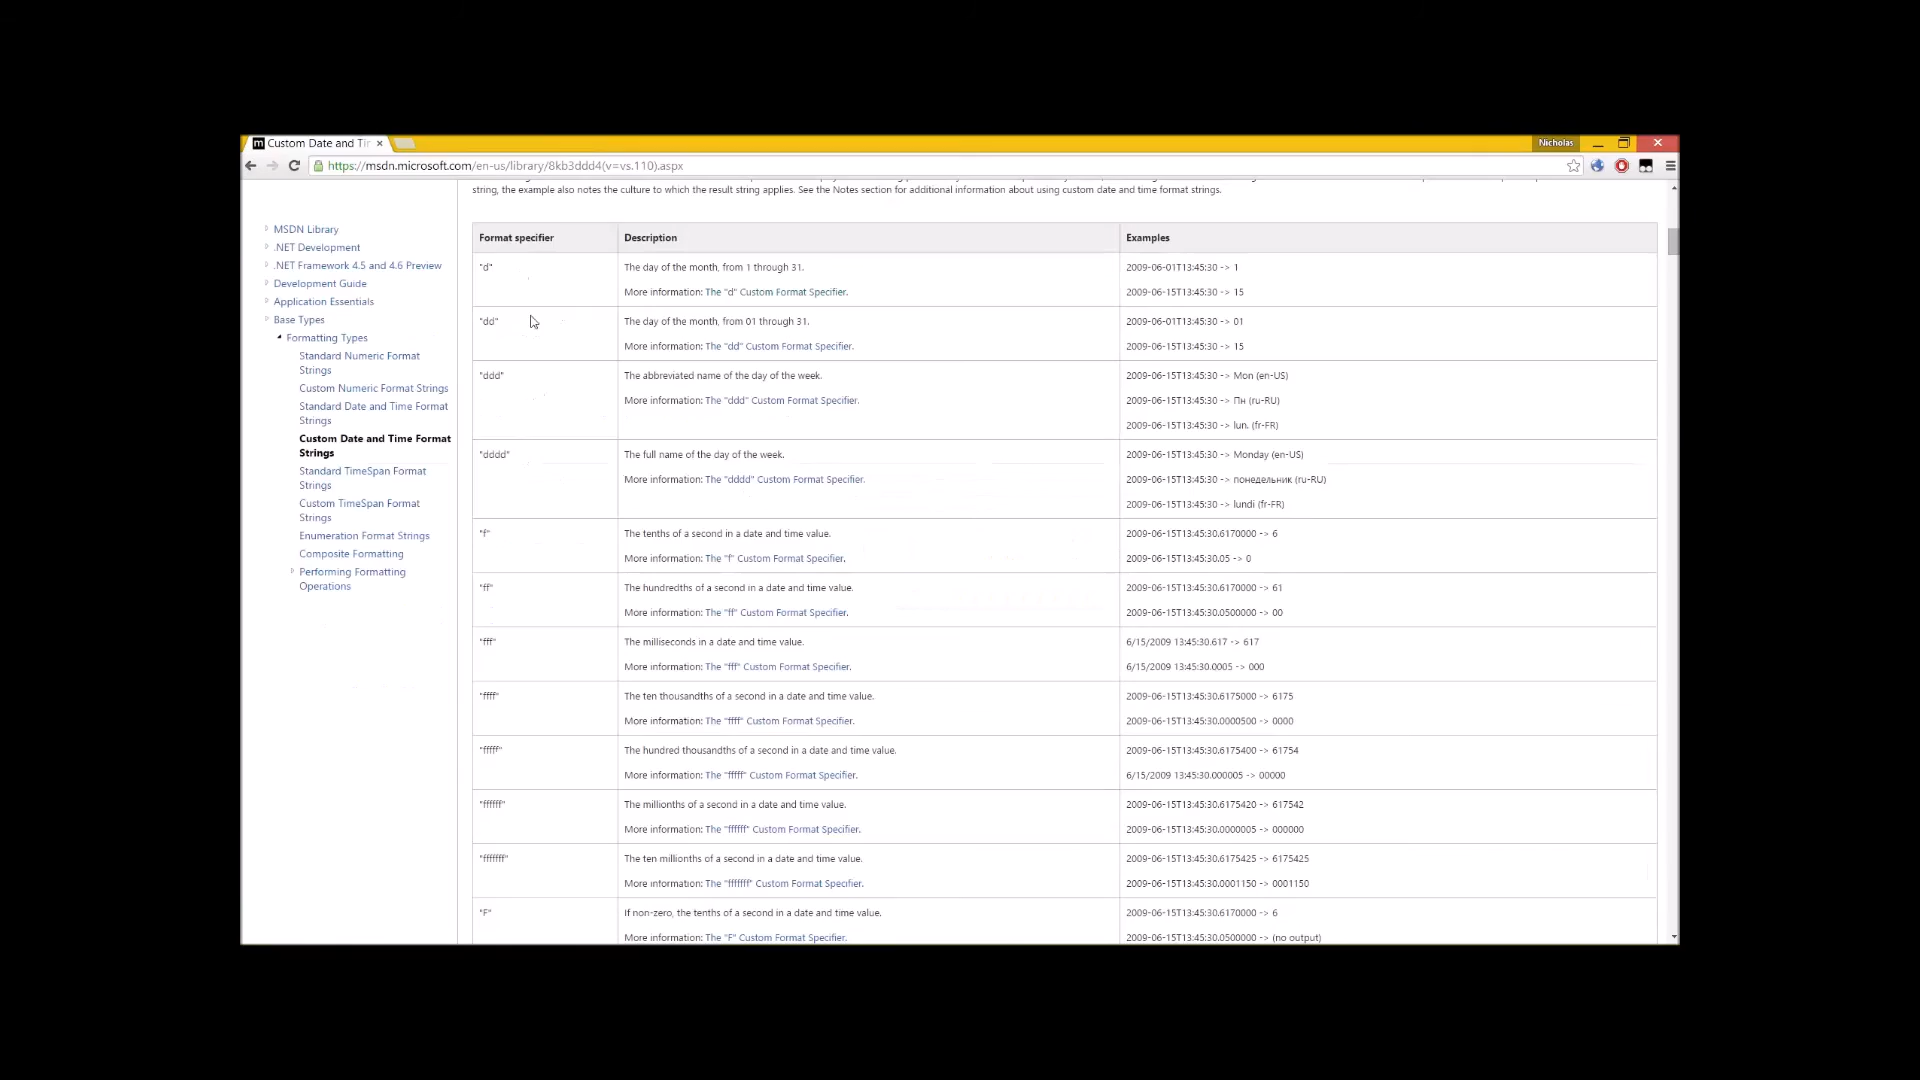 Custom Date and Tir
Nicholas
https://msdn.microsoft.com/en-us/library/8kb3ddd4(v=vs.110).aspx
string, the example also notes the culture to which the result string applies. See the Notes section for additional information about using custom date and time format strings.
MSDN Library
.NET Development
.NET Framework 4.5 and 4.6 Preview
Development Guide
Application Essentials
Base Types
Formatting Types
Standard Numeric Format
Strings
Custom Numeric Format Strings
Standard Date and Time Format
Strings
Custom Date and Time Format
Strings
Standard TimeSpan Format
Strings
Custom TimeSpan Format
Strings
Enumeration Format Strings
Composite Formatting
Performing Formatting
Operations
Format specifier Description Examples
"d" The day of the month, from 1 through 31. 2009-06-01T13:45:30 -> 1
More information: The "d" Custom Format Specifier. 2009-06-15T13:45:30 -> 15
"dd" The day of the month, from 01 through 31. 2009-06-01T13:45:30 -> 01
More information: The "dd" Custom Format Specifier. 2009-06-15T13:45:30 -> 15
"ddd" The abbreviated name of the day of the week. 2009-06-15T13:45:30 -> Mon (en-US)
More information: The "ddd" Custom Format Specifier. 2009-06-15T13:45:30 -> Пн (ru-RU)
2009-06-15T13:45:30 -> lun. (fr-FR)
"dddd" The full name of the day of the week. 2009-06-15T13:45:30 -> Monday (en-US)
More information: The "dddd" Custom Format Specifier. 2009-06-15T13:45:30 -> понедельник (ru-RU)
2009-06-15T13:45:30 -> lundi (fr-FR)
"f" The tenths of a second in a date and time value. 2009-06-15T13:45:30.6170000 -> 6
More information: The "f" Custom Format Specifier. 2009-06-15T13:45:30.05 -> 0
"ff" The hundredths of a second in a date and time value. 2009-06-15T13:45:30.6170000 -> 61
More information: The "ff" Custom Format Specifier. 2009-06-15T13:45:30.0500000 -> 00
"fff" The milliseconds in a date and time value. 6/15/2009 13:45:30.617 -> 617
More information: The "fff" Custom Format Specifier. 6/15/2009 13:45:30.0005 -> 000
"ffff" The ten thousandths of a second in a date and time value. 2009-06-15T13:45:30.6175000 -> 6175
More information: The "ffff" Custom Format Specifier. 2009-06-15T13:45:30.0000500 -> 0000
"fffff" The hundred thousandths of a second in a date and time value. 2009-06-15T13:45:30.6175400 -> 61754
More information: The "fffff" Custom Format Specifier. 6/15/2009 13:45:30.000005 -> 00000
"ffffff" The millionths of a second in a date and time value. 2009-06-15T13:45:30.6175420 -> 617542
More information: The "ffffff" Custom Format Specifier. 2009-06-15T13:45:30.0000005 -> 000000
"fffffff" The ten millionths of a second in a date and time value. 2009-06-15T13:45:30.6175425 -> 6175425
More information: The "fffffff" Custom Format Specifier. 2009-06-15T13:45:30.0001150 -> 0001150
"F" If non-zero, the tenths of a second in a date and time value. 2009-06-15T13:45:30.6170000 -> 6
More information: The "F" Custom Format Specifier. 2009-06-15T13:45:30.0500000 -> (no output)